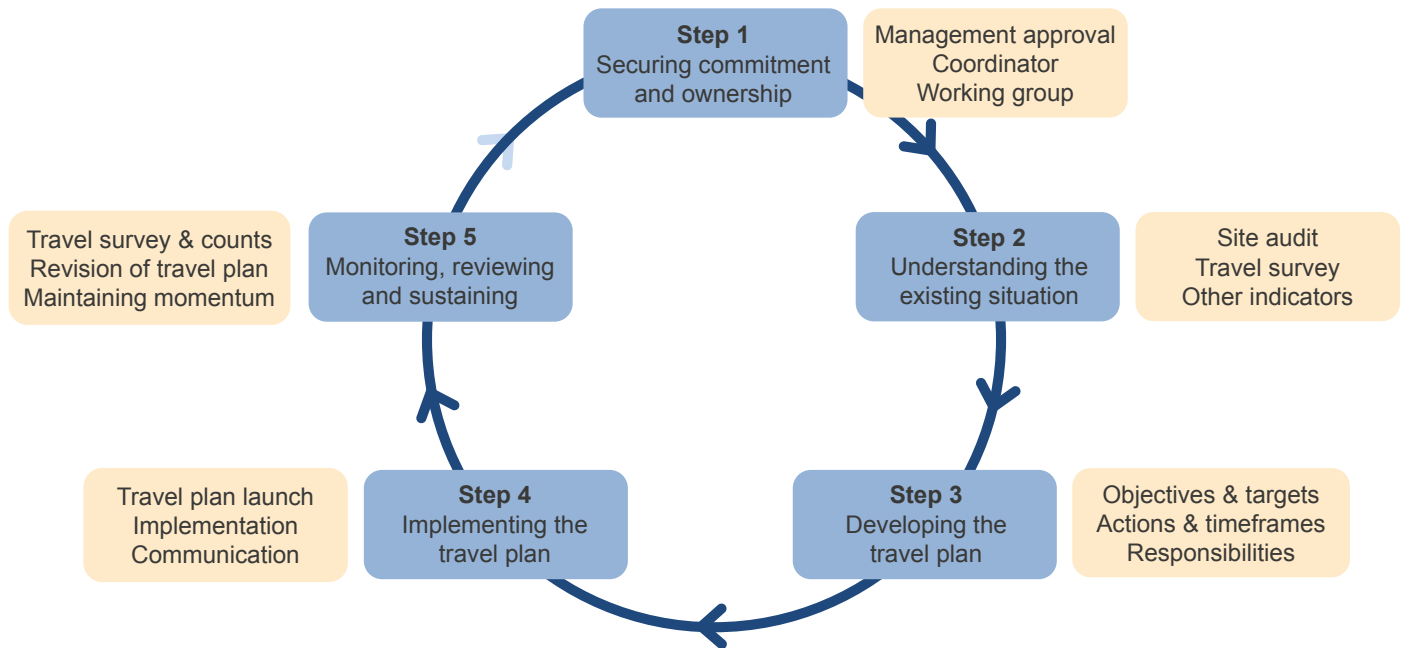 Step 1
Securing commitment
and ownership
Management approval
Coordinator
Working group
Step 2
Understanding the
existing situation
Site audit
Travel survey
Other indicators
Step 3
Developing the
travel plan
Objectives & targets
Actions & timeframes
Responsibilities
Step 4
Implementing the
travel plan
Travel plan launch
Implementation
Communication
Step 5
Monitoring, reviewing
and sustaining
Travel survey & counts
Revision of travel plan
Maintaining momentum